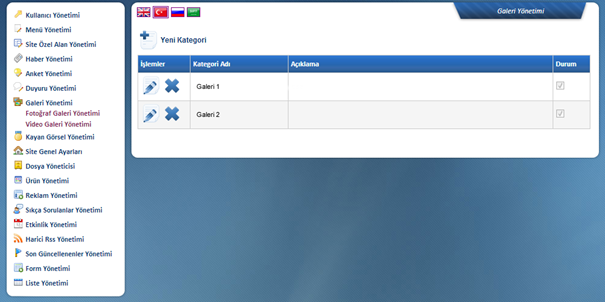 Kullanıcı Yönetimi
Menü Yönetimi
Site Özel Alan Yönetimi
Haber Yönetimi
Anket Yönetimi
Duyuru Yönetimi
Galeri Yönetimi
Fotoğraf Galeri Yönetimi
Video Galeri Yönetimi
Kayan Görsel Yönetimi
Site Genel Ayarları
Dosya Yöneticisi
Ürün Yönetimi
Reklam Yönetimi
Sıkça Sorulanlar Yönetimi
Etkinlik Yönetimi
Harici Rss Yönetimi
Son Güncellenenler Yönetimi
Form Yönetimi
Liste Yönetimi
Galeri Yönetimi
Yeni Kategori
İşlemler Kategori Adı Açıklama Durum
Galeri 1
Galeri 2